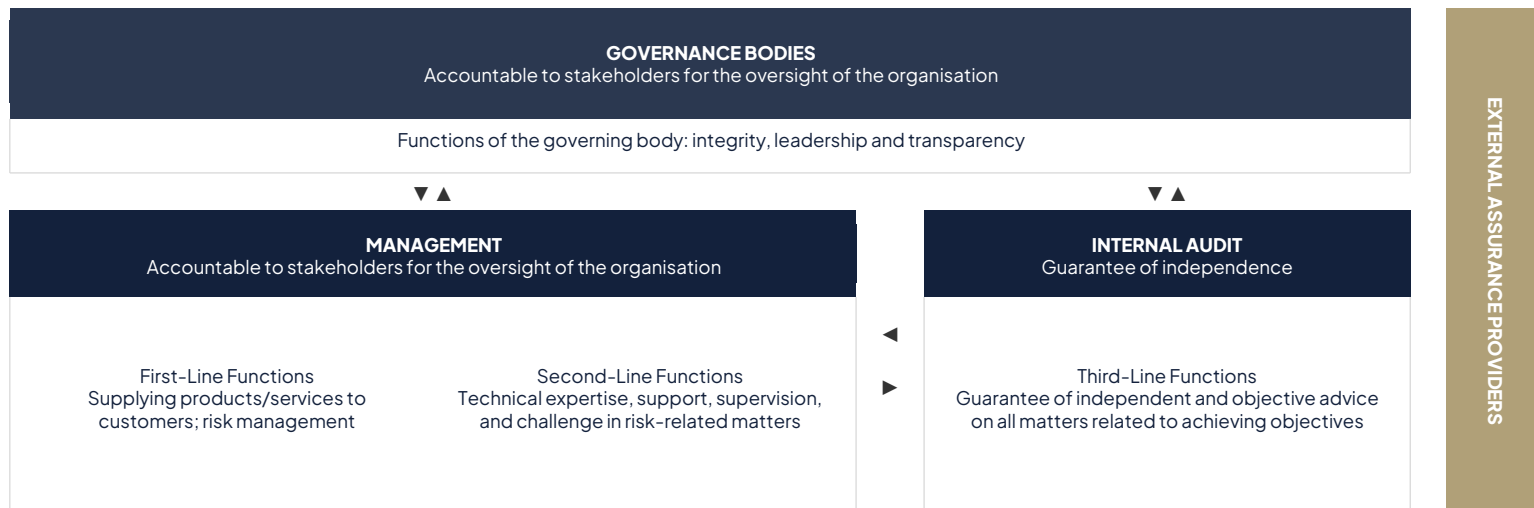 GOVERNANCE BODIES
Accountable to stakeholders for the oversight of the organisation
Functions of the governing body: integrity, leadership and transparency
MANAGEMENT
Accountable to stakeholders for the oversight of the organisation
First-Line Functions
Supplying products/services to
customers; risk management
Second-Line Functions
Technical expertise, support, supervision,
and challenge in risk-related matters
INTERNAL AUDIT
Guarantee of independence
Third-Line Functions
Guarantee of independent and objective advice
on all matters related to achieving objectives
EXTERNAL ASSURANCE PROVIDERS